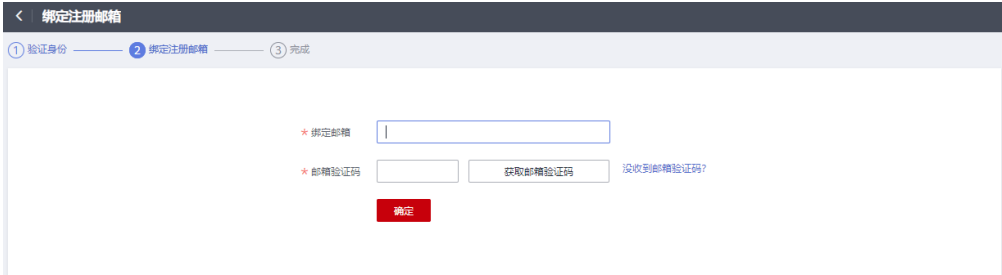 绑定注册邮箱
1 验证身份 2 绑定注册邮箱 3 完成
* 绑定邮箱
* 邮箱验证码 获取邮箱验证码 没收到邮箱验证码?
确定